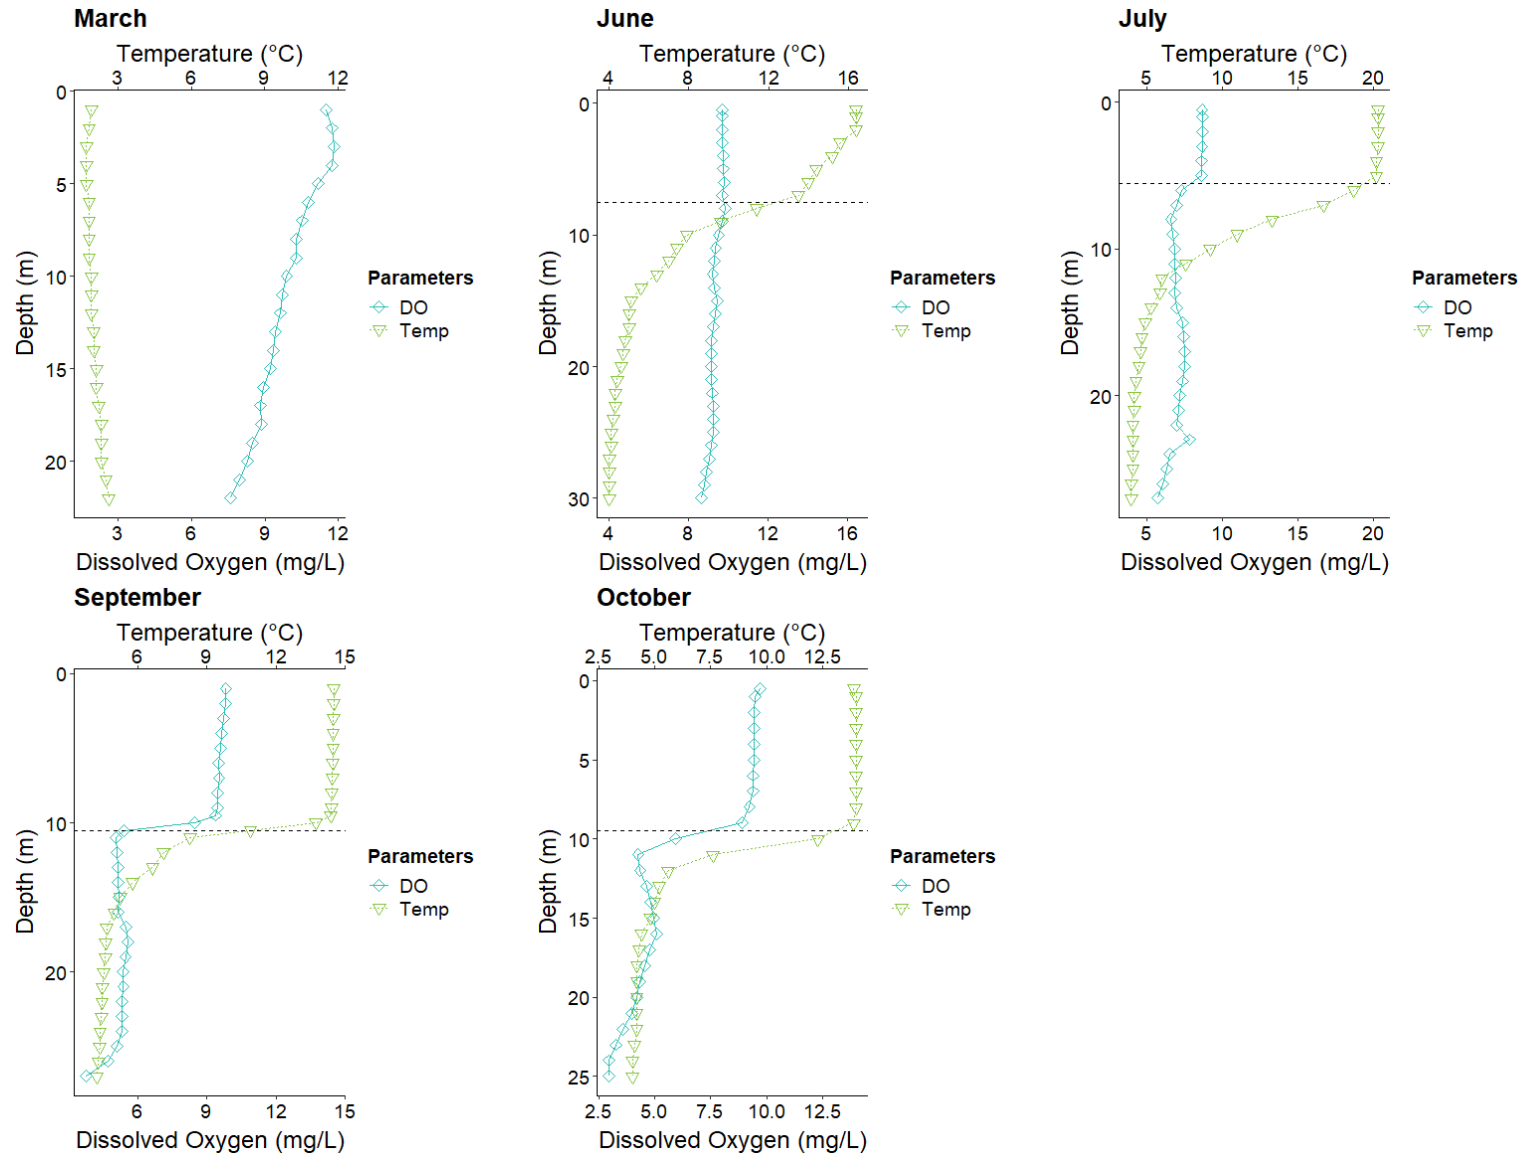 March
Temperature (°C)
3 6 9 12
0
5
10
15
20
Depth (m)
3 6 9 12
Dissolved Oxygen (mg/L)
Parameters
DO
Temp
June
Temperature (°C)
4 8 12 16
0
10
20
30
Depth (m)
4 8 12 16
Dissolved Oxygen (mg/L)
Parameters
DO
Temp
July
Temperature (°C)
5 10 15 20
0
10
20
Depth (m)
5 10 15 20
Dissolved Oxygen (mg/L)
Parameters
DO
Temp
September
Temperature (°C)
6 9 12 15
0
10
20
Depth (m)
6 9 12 15
Dissolved Oxygen (mg/L)
Parameters
DO
Temp
October
Temperature (°C)
2.5 5.0 7.5 10.0 12.5
0
5
10
15
20
25
Depth (m)
2.5 5.0 7.5 10.0 12.5
Dissolved Oxygen (mg/L)
Parameters
DO
Temp